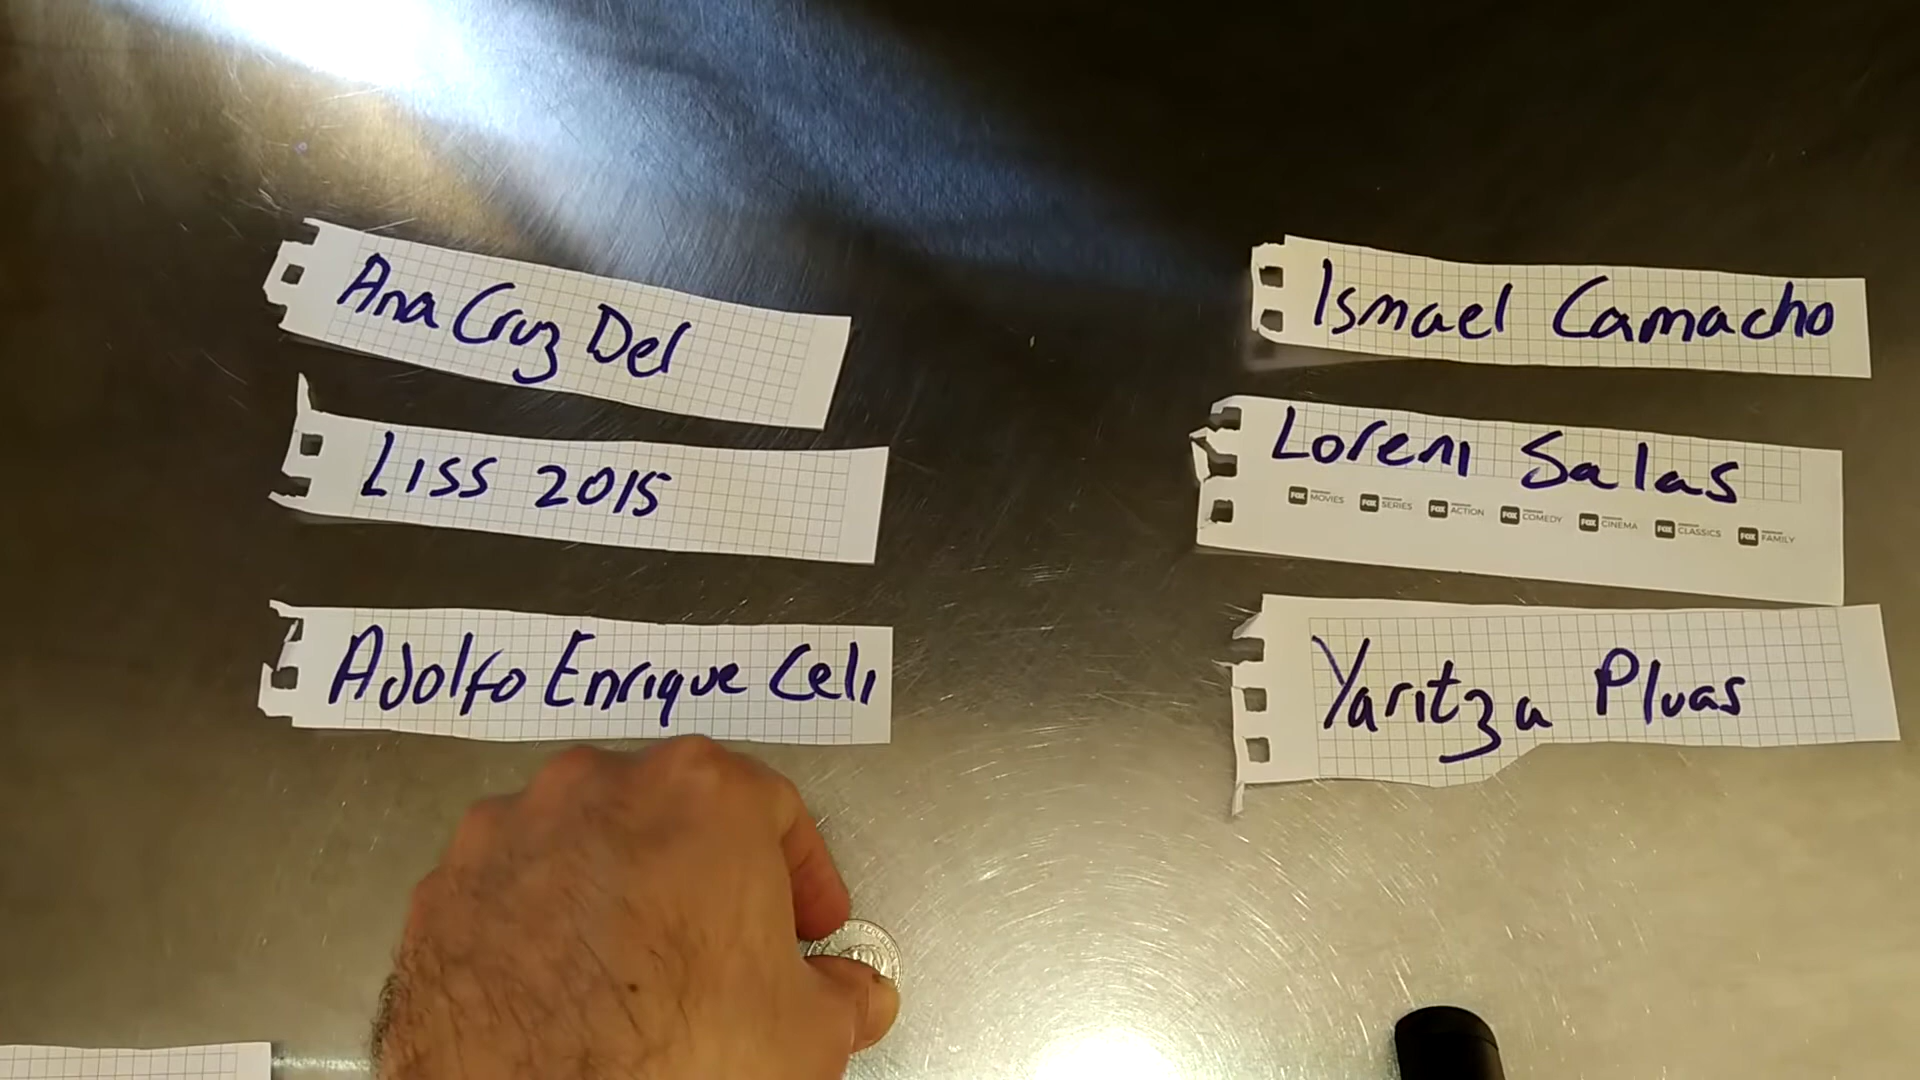 Ana Cruz Del
Liss 2015
Adolfo Enrique Celi
Ismael Camacho
Loreni Salas
FOX MOVIES FOX SERIES FOX ACTION FOX COMEDY FOX CINEMA FOX CLASSICS FOX FAMILY
Yaritza Pluas